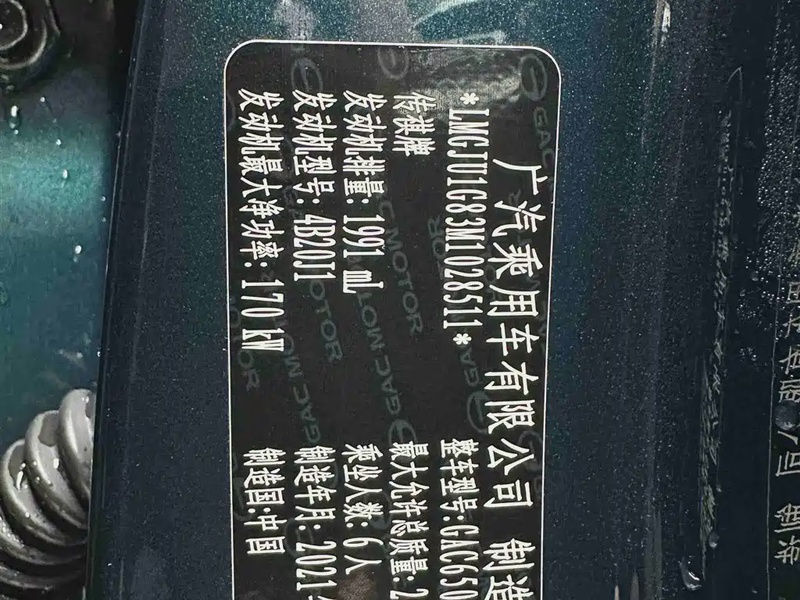 广汽乘用车有限公司 制造
*LMGJU1G83M1028511* 整车型号:GAC650
传祺牌 最大允许总质量:2
发动机排量:1991 ml 乘坐人数:6人
发动机型号:4B20J1 制造年月:2021
发动机最大净功率:170 kW 制造国:中国
GAC MOTOR